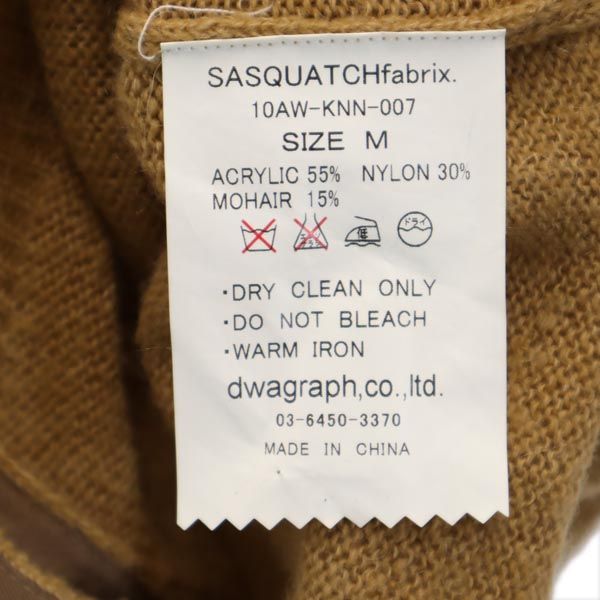 SASQUATCHfabrix.
10AW-KNN-007
SIZE M
ACRYLIC 55% NYLON 30%
MOHAIR 15%
低 ドライ
・DRY CLEAN ONLY
・DO NOT BLEACH
・WARM IRON
dwagraph,co.,ltd.
03-6450-3370
MADE IN CHINA